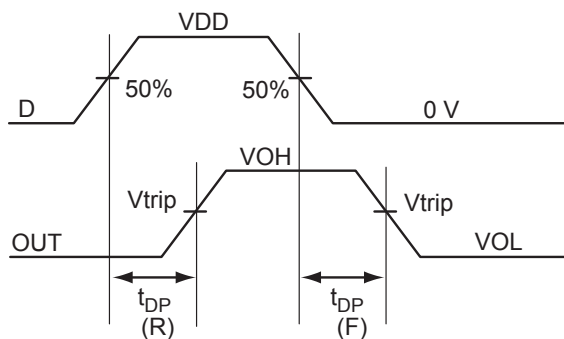 VDD
50%
50%
D
0 V
VOH
Vtrip
Vtrip
OUT
VOL
tDP
(R)
tDP
(F)